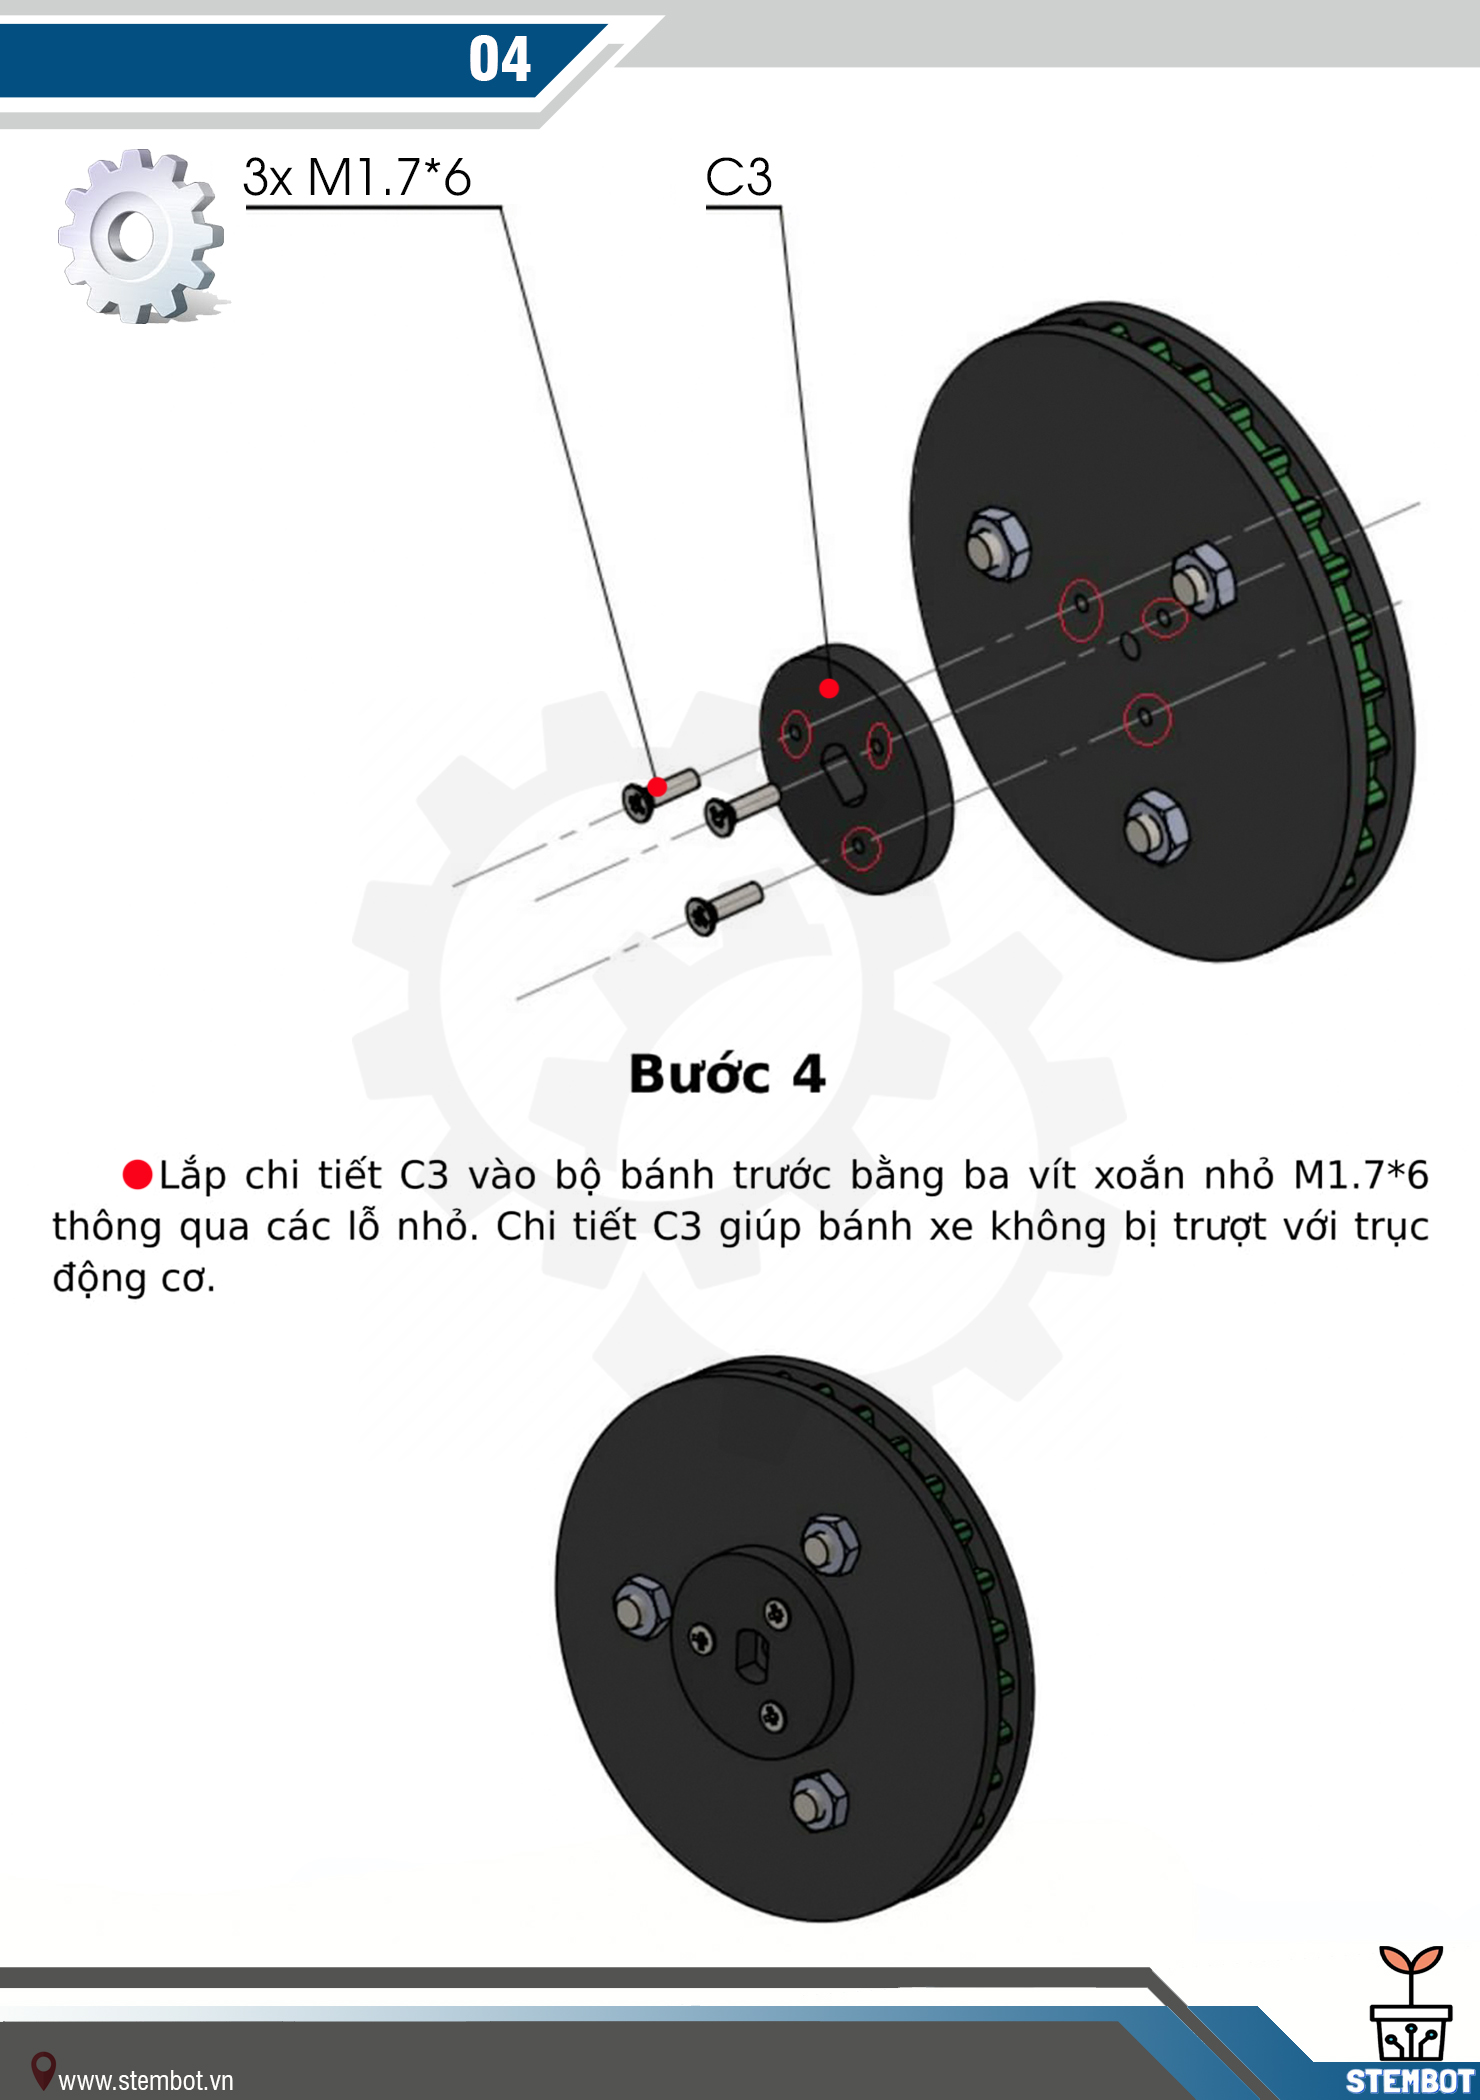 04
3x M1.7*6
C3
Bước 4
Lắp chi tiết C3 vào bộ bánh trước bằng ba vít xoắn nhỏ M1.7*6
thông qua các lỗ nhỏ. Chi tiết C3 giúp bánh xe không bị trượt với trục
động cơ.
www.stembot.vn
STEMBOT